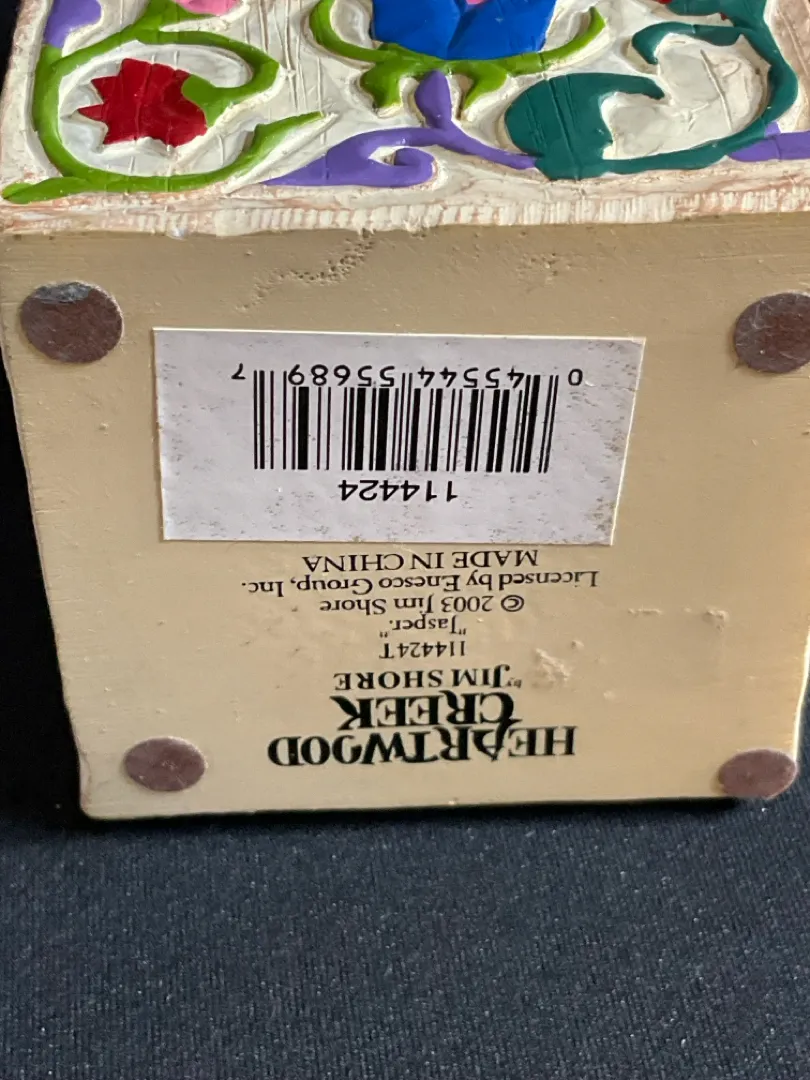 HEARTWOOD
CREEK
by JIM SHORE
114424T
"Jasper"
© 2003 Jim Shore
Licensed by Enesco Group, Inc.
MADE IN CHINA
114424
0 45544 55689 7